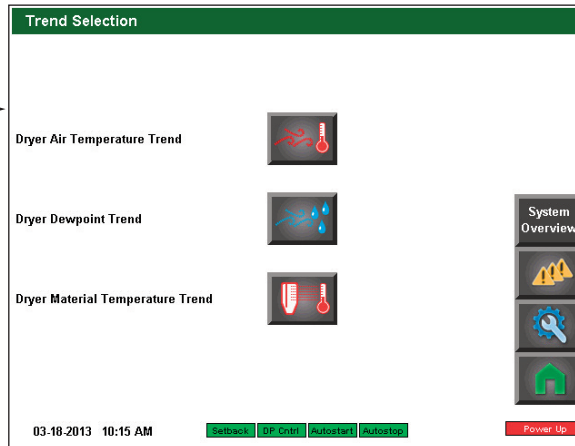 Trend Selection
Dryer Air Temperature Trend
Dryer Dewpoint Trend
System
Overview
Dryer Material Temperature Trend
03-18-2013 10:15 AM
Setback DP Cntrl Autostart Autostop
Power Up